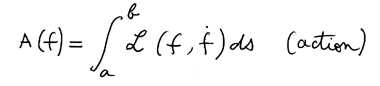 A(f) = ∫_a^b ℒ(f, ḟ) ds (action)